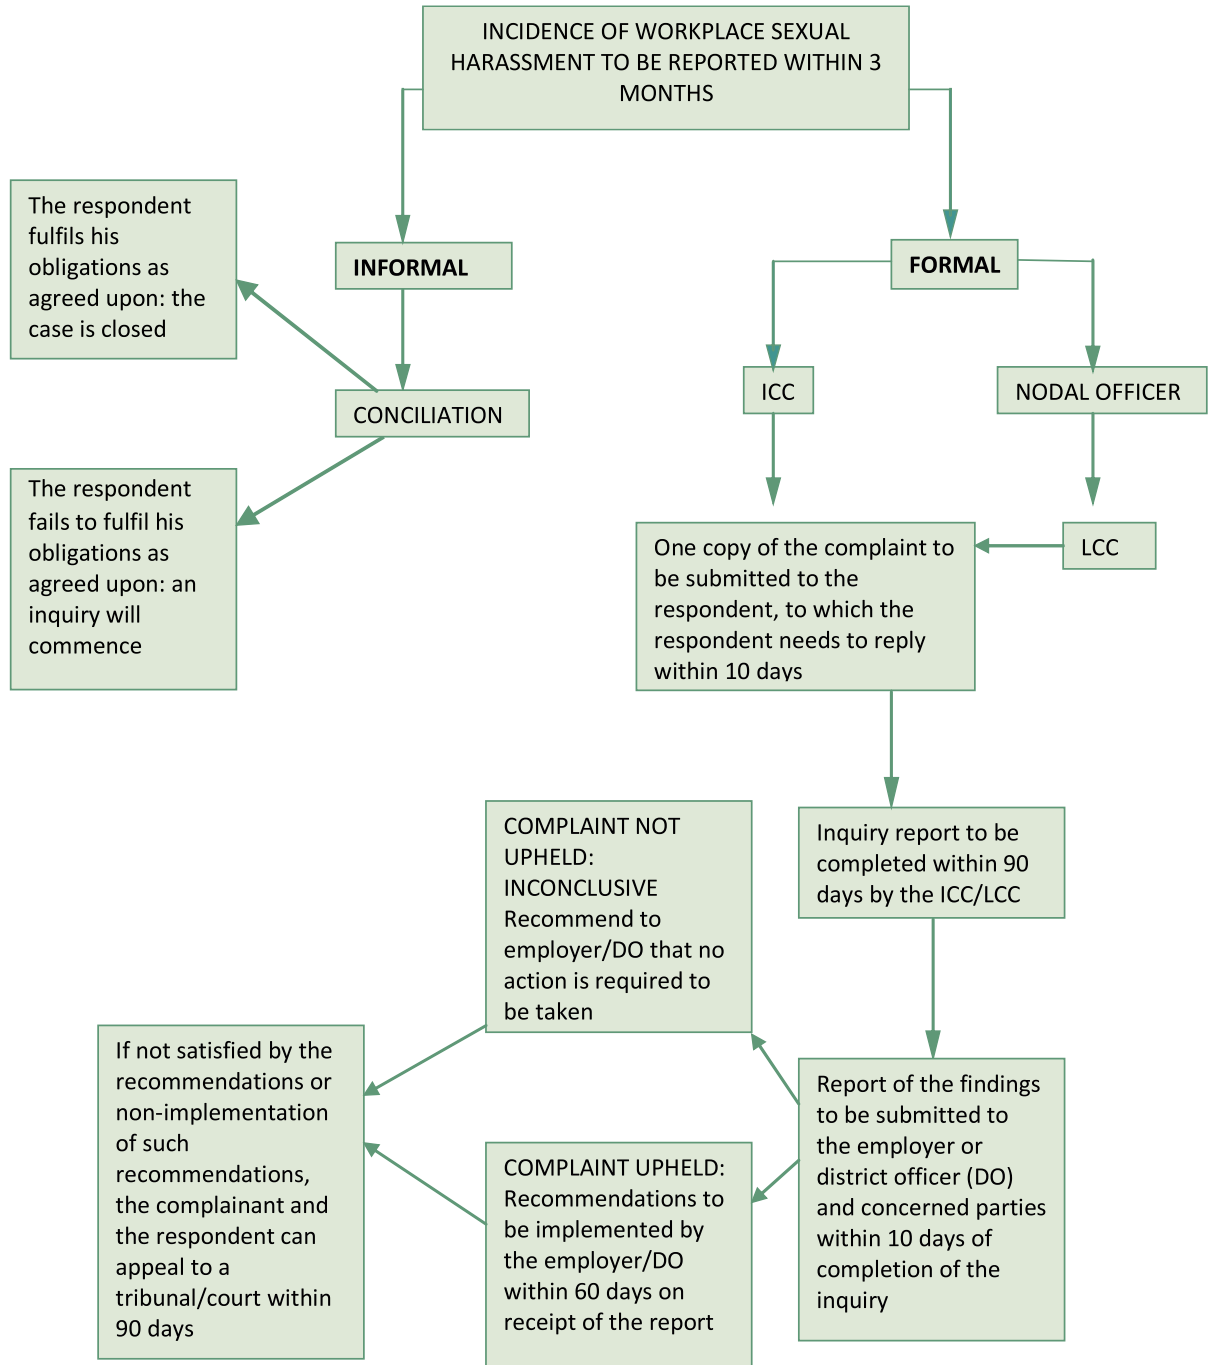 INCIDENCE OF WORKPLACE SEXUAL
HARASSMENT TO BE REPORTED WITHIN 3
MONTHS
The respondent
fulfils his
obligations as
agreed upon: the
case is closed
INFORMAL
FORMAL
CONCILIATION
ICC
NODAL OFFICER
The respondent
fails to fulfil his
obligations as
agreed upon: an
inquiry will
commence
One copy of the complaint to
be submitted to the
respondent, to which the
respondent needs to reply
within 10 days
LCC
Inquiry report to be
completed within 90
days by the ICC/LCC
COMPLAINT NOT
UPHELD:
INCONCLUSIVE
Recommend to
employer/DO that no
action is required to
be taken
Report of the findings
to be submitted to
the employer or
district officer (DO)
and concerned parties
within 10 days of
completion of the
inquiry
COMPLAINT UPHELD:
Recommendations to
be implemented by
the employer/DO
within 60 days on
receipt of the report
If not satisfied by the
recommendations or
non-implementation
of such
recommendations,
the complainant and
the respondent can
appeal to a
tribunal/court within
90 days